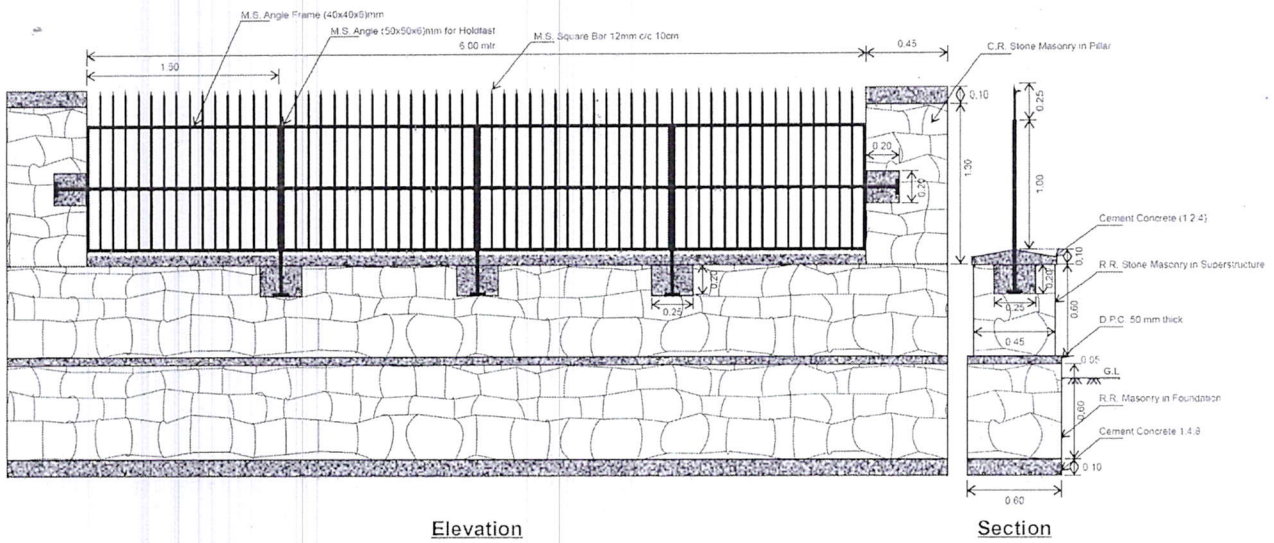 M.S. Angle Frame (40x40x6)mm
M.S. Angle (50x50x6)mm for Holdfast
6.00 mtr
M.S. Square Bar 12mm c/c 10cm
0.45
C.R. Stone Masonry in Pillar
1.50
0.10
0.25
0.20
0.20
1.30
1.00
Cement Concrete (1:2:4)
0.10
R.R. Stone Masonry in Superstructure
0.20
0.25
0.20
0.25
0.60
D.P.C. 50 mm thick
0.45
0.05
G.L
R.R. Masonry in Foundation
0.60
Cement Concrete 1:4:8
0.10
0.60
Elevation
Section